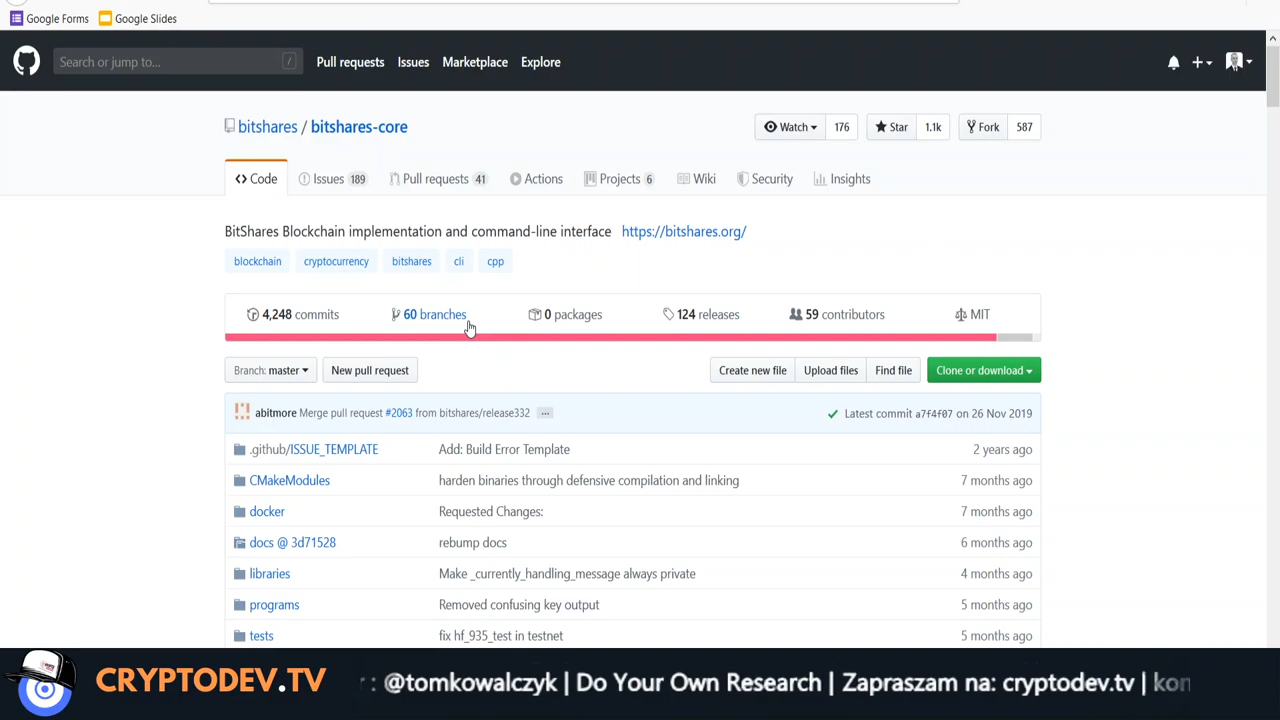 Google Forms Google Slides
Search or jump to... / Pull requests Issues Marketplace Explore
bitshares / bitshares-core Watch 176 Star 1.1k Fork 587
Code Issues 189 Pull requests 41 Actions Projects 6 Wiki Security Insights
BitShares Blockchain implementation and command-line interface https://bitshares.org/
blockchain cryptocurrency bitshares cli cpp
4,248 commits 60 branches 0 packages 124 releases 59 contributors MIT
Branch: master New pull request Create new file Upload files Find file Clone or download
abitmore Merge pull request #2063 from bitshares/release332 ... Latest commit a7f4f07 on 26 Nov 2019
.github/ISSUE_TEMPLATE Add: Build Error Template 2 years ago
CMakeModules harden binaries through defensive compilation and linking 7 months ago
docker Requested Changes: 7 months ago
docs @ 3d71528 rebump docs 6 months ago
libraries Make _currently_handling_message always private 4 months ago
programs Removed confusing key output 5 months ago
tests fix hf_935_test in testnet 5 months ago
CRYPTODEV.TV : @tomkowalczyk | Do Your Own Research | Zapraszam na: cryptodev.tv |